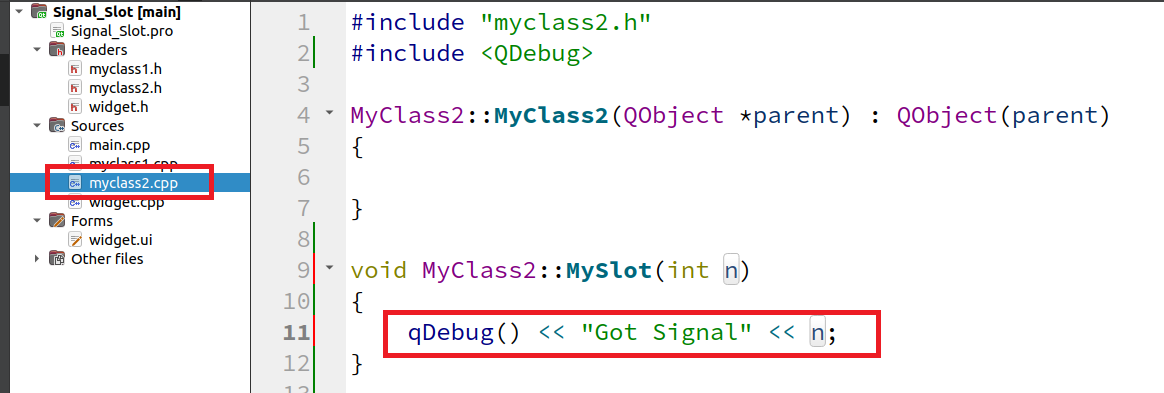 Signal_Slot [main]
Signal_Slot.pro
Headers
myclass1.h
myclass2.h
widget.h
Sources
main.cpp
myclass1.cpp
myclass2.cpp
widget.cpp
Forms
widget.ui
Other files
1 #include "myclass2.h"
2 #include <QDebug>
3
4 MyClass2::MyClass2(QObject *parent) : QObject(parent)
5 {
6
7 }
8
9 void MyClass2::MySlot(int n)
10 {
11 qDebug() << "Got Signal" << n;
12 }
13